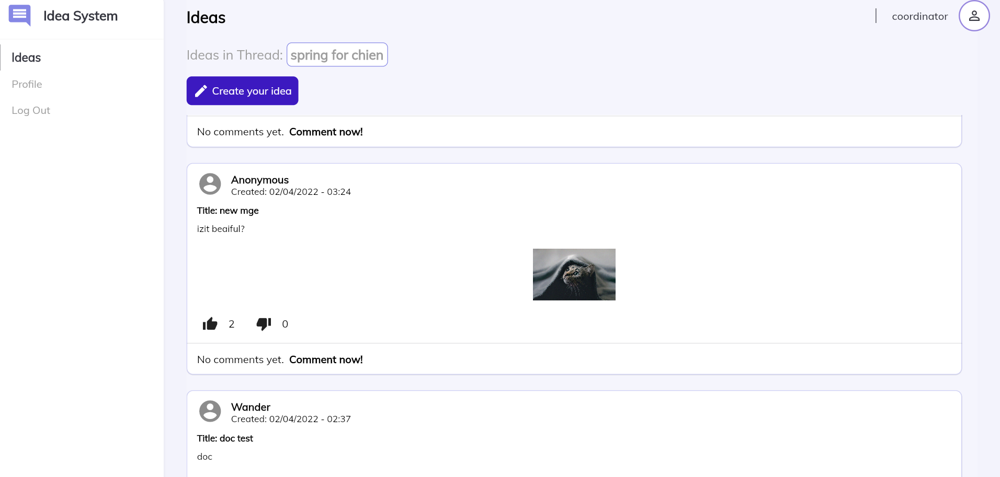 Idea System
Ideas
Profile
Log Out
Ideas
coordinator
Ideas in Thread: spring for chien
Create your idea
No comments yet. Comment now!
Anonymous
Created: 02/04/2022 - 03:24
Title: new mge
izit beaiful?
2 0
No comments yet. Comment now!
Wander
Created: 02/04/2022 - 02:37
Title: doc test
doc